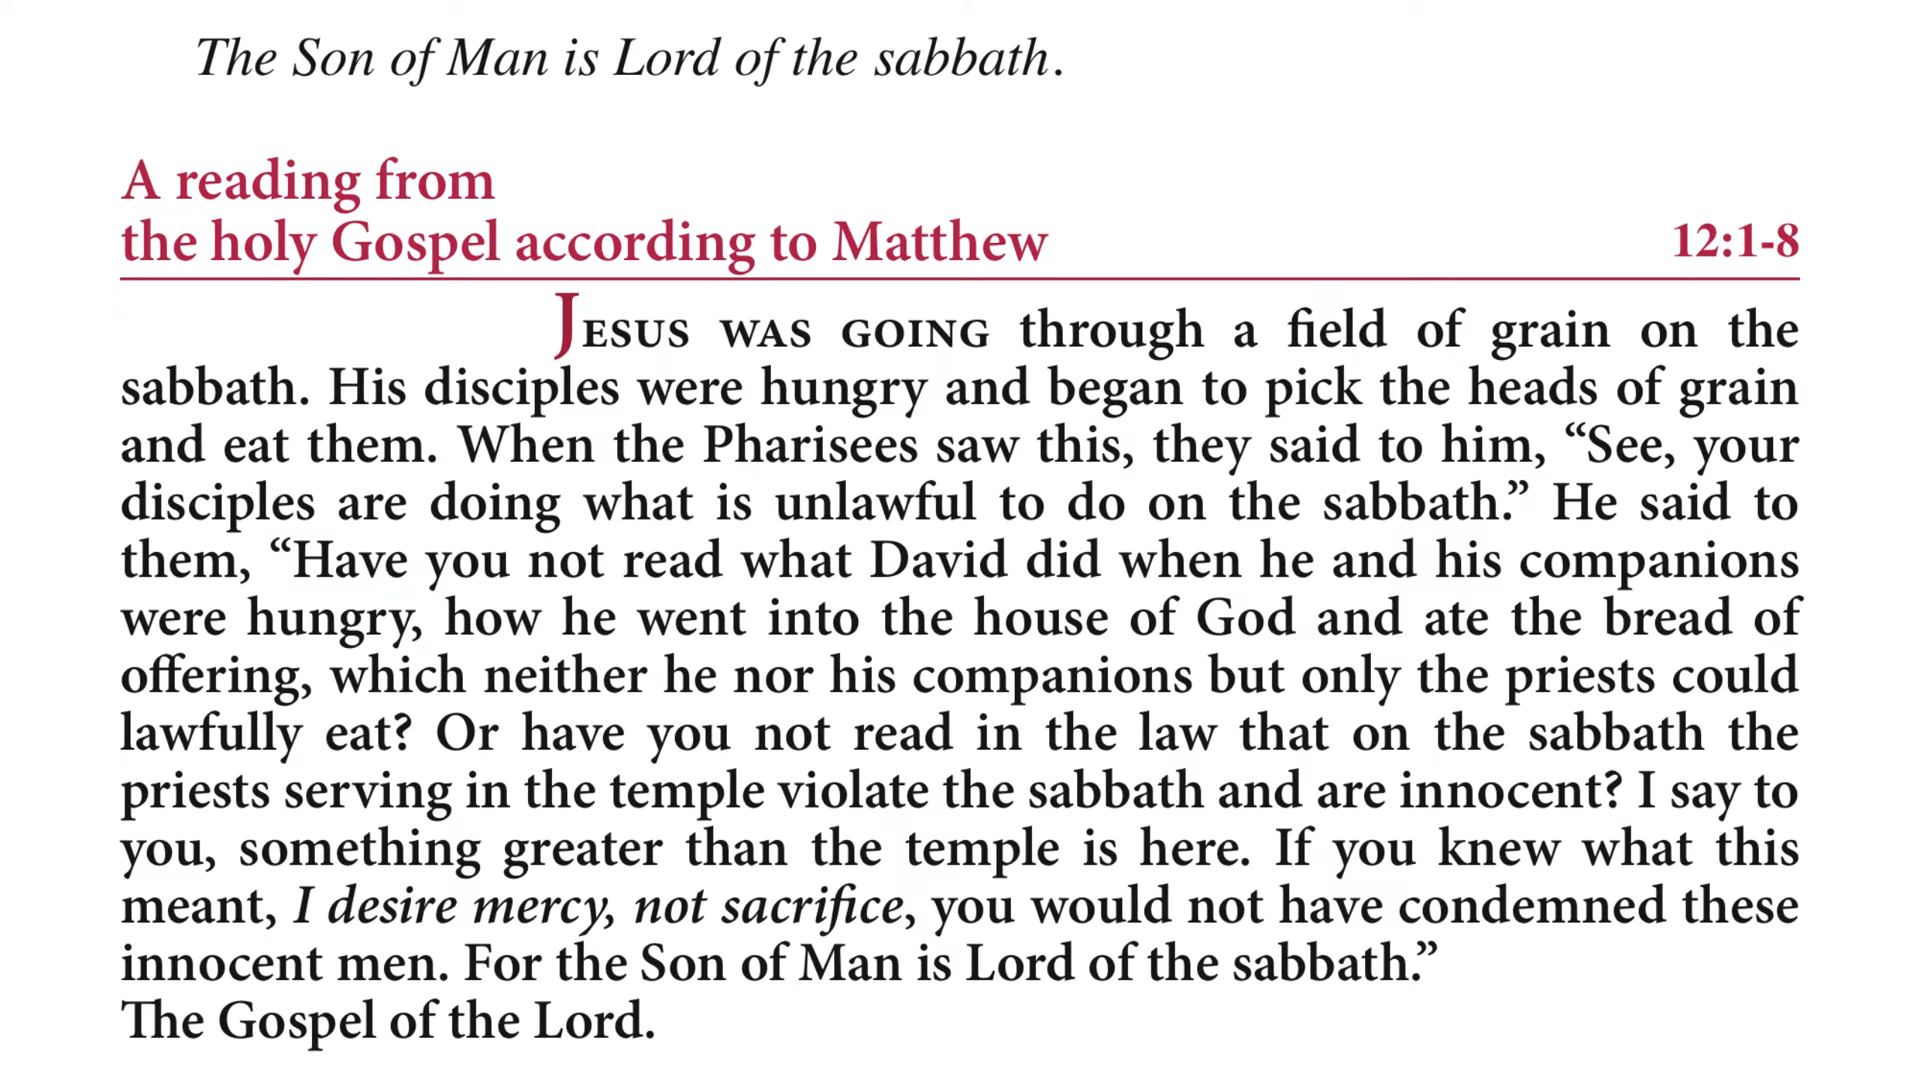 The Son of Man is Lord of the sabbath.
A reading from
the holy Gospel according to Matthew 12:1-8
JESUS WAS GOING through a field of grain on the
sabbath. His disciples were hungry and began to pick the heads of grain
and eat them. When the Pharisees saw this, they said to him, “See, your
disciples are doing what is unlawful to do on the sabbath.” He said to
them, “Have you not read what David did when he and his companions
were hungry, how he went into the house of God and ate the bread of
offering, which neither he nor his companions but only the priests could
lawfully eat? Or have you not read in the law that on the sabbath the
priests serving in the temple violate the sabbath and are innocent? I say to
you, something greater than the temple is here. If you knew what this
meant, I desire mercy, not sacrifice, you would not have condemned these
innocent men. For the Son of Man is Lord of the sabbath.”
The Gospel of the Lord.